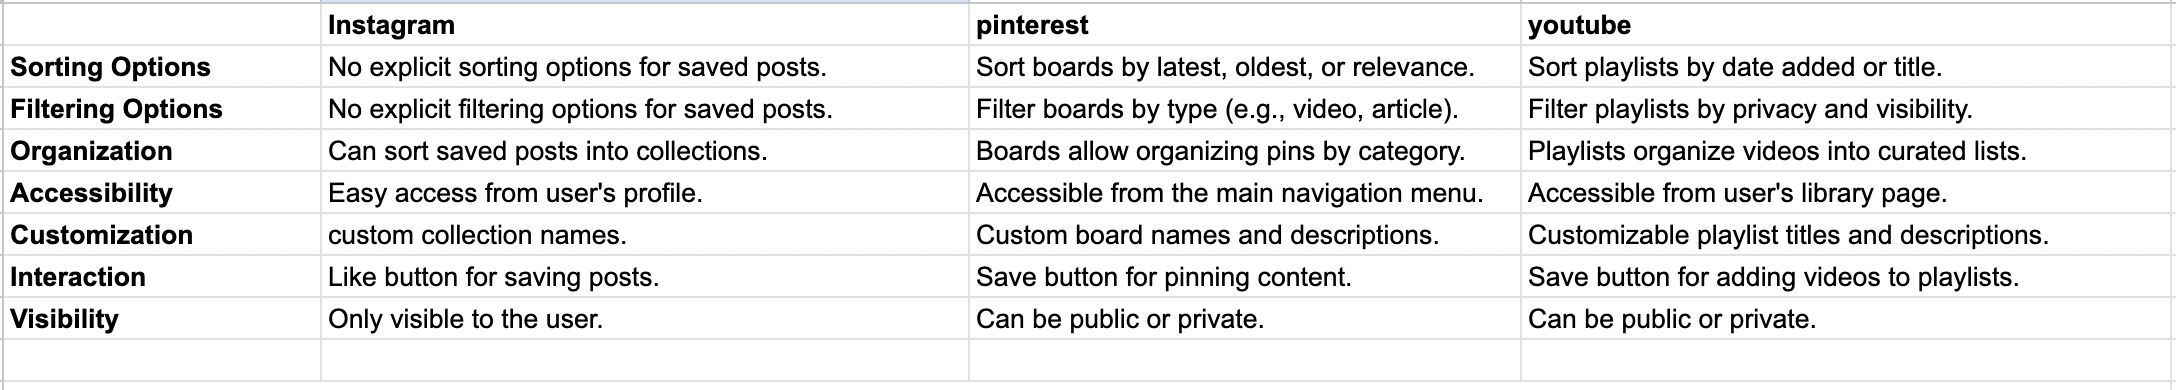 Instagram pinterest youtube
Sorting Options No explicit sorting options for saved posts. Sort boards by latest, oldest, or relevance. Sort playlists by date added or title.
Filtering Options No explicit filtering options for saved posts. Filter boards by type (e.g., video, article). Filter playlists by privacy and visibility.
Organization Can sort saved posts into collections. Boards allow organizing pins by category. Playlists organize videos into curated lists.
Accessibility Easy access from user's profile. Accessible from the main navigation menu. Accessible from user's library page.
Customization custom collection names. Custom board names and descriptions. Customizable playlist titles and descriptions.
Interaction Like button for saving posts. Save button for pinning content. Save button for adding videos to playlists.
Visibility Only visible to the user. Can be public or private. Can be public or private.